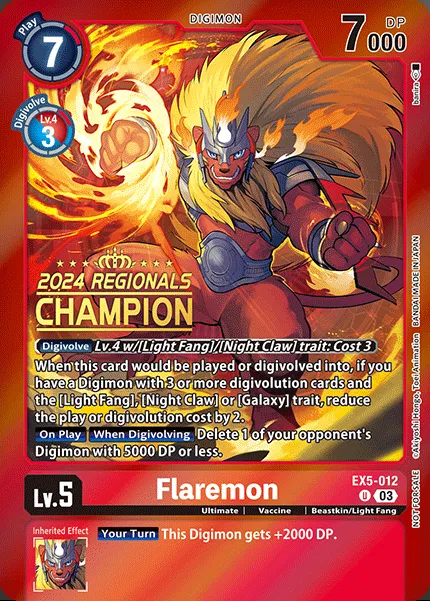 DIGIMON
Play
7
7000
DP
Digivolve
Lv.4
3
bantre
2024 REGIONALS
CHAMPION
Digivolve Lv.4 w/[Light Fang]/[Night Claw] trait: Cost 3
When this card would be played or digivolved into, if you
have a Digimon with 3 or more digivolution cards and
the [Light Fang], [Night Claw] or [Galaxy] trait, reduce
the play or digivolution cost by 2.
On Play When Digivolving Delete 1 of your opponent's
Digimon with 5000 DP or less.
©Akiyoshi Hongo, Toei Animation BANDAI MADE IN JAPAN
NOT FOR SALE
Lv.5
Flaremon
EX5-012
U 03
Ultimate | Vaccine | Beastkin/Light Fang
Inherited Effect
Your Turn This Digimon gets +2000 DP.